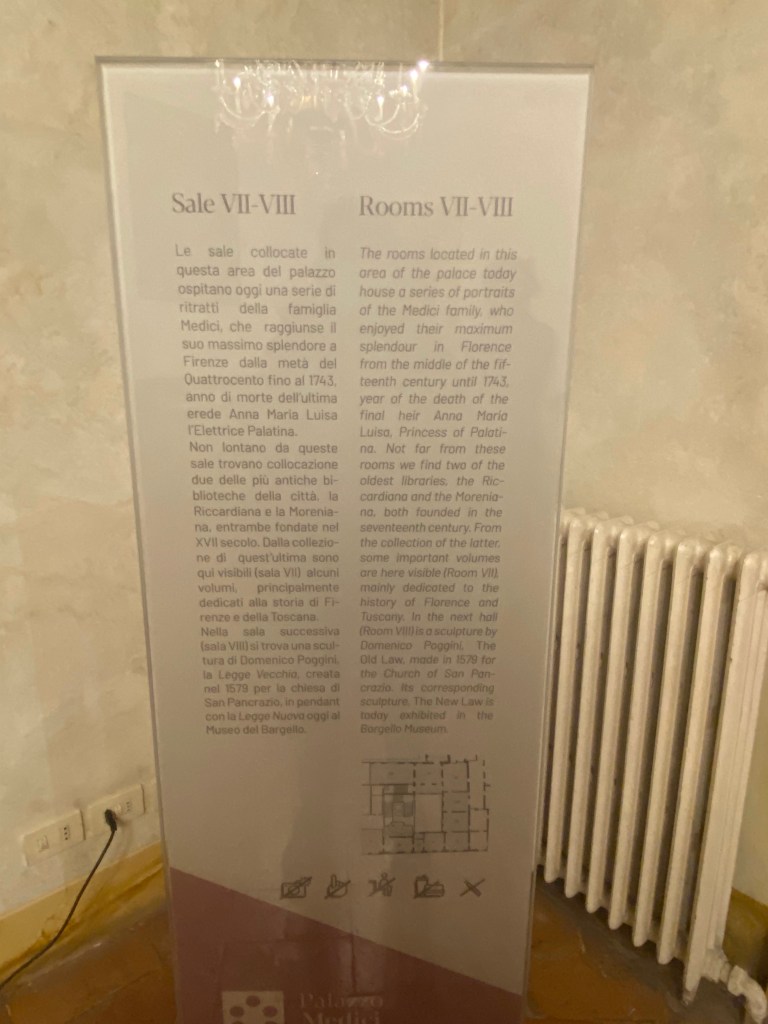 Sale VII-VIII
Le sale collocate in
questa area del palazzo
ospitano oggi una serie di
ritratti della famiglia
Medici, che raggiunse il
suo massimo splendore a
Firenze dalla metà del
Quattrocento fino al 1743,
anno di morte dell'ultima
erede Anna Maria Luisa
l'Elettrice Palatina.
Non lontano da queste
sale trovano collocazione
due delle più antiche bi-
blioteche della città, la
Riccardiana e la Morenia-
na, entrambe fondate nel
XVII secolo. Dalla collezio-
ne di quest'ultima sono
qui visibili (sala VII) alcuni
volumi, principalmente
dedicati alla storia di Fi-
renze e della Toscana.
Nella sala successiva
(sala VIII) si trova una scul-
tura di Domenico Poggini,
la Legge Vecchia, creata
nel 1579 per la chiesa di
San Pancrazio, in pendant
con la Legge Nuova oggi al
Museo del Bargello.
Rooms VII-VIII
The rooms located in this
area of the palace today
house a series of portraits
of the Medici family, who
enjoyed their maximum
splendour in Florence
from the middle of the fif-
teenth century until 1743,
year of the death of the
final heir Anna Maria
Luisa, Princess of Palati-
na. Not far from these
rooms we find two of the
oldest libraries, the Ric-
cardiana and the Morenia-
na, both founded in the
seventeenth century. From
the collection of the latter,
some important volumes
are here visible (Room VII),
mainly dedicated to the
history of Florence and
Tuscany. In the next hall
(Room VIII) is a sculpture by
Domenico Poggini, The
Old Law, made in 1579 for
the Church of San Pan-
crazio. Its corresponding
sculpture, The New Law is
today exhibited in the
Bargello Museum.
Palazzo
Medici